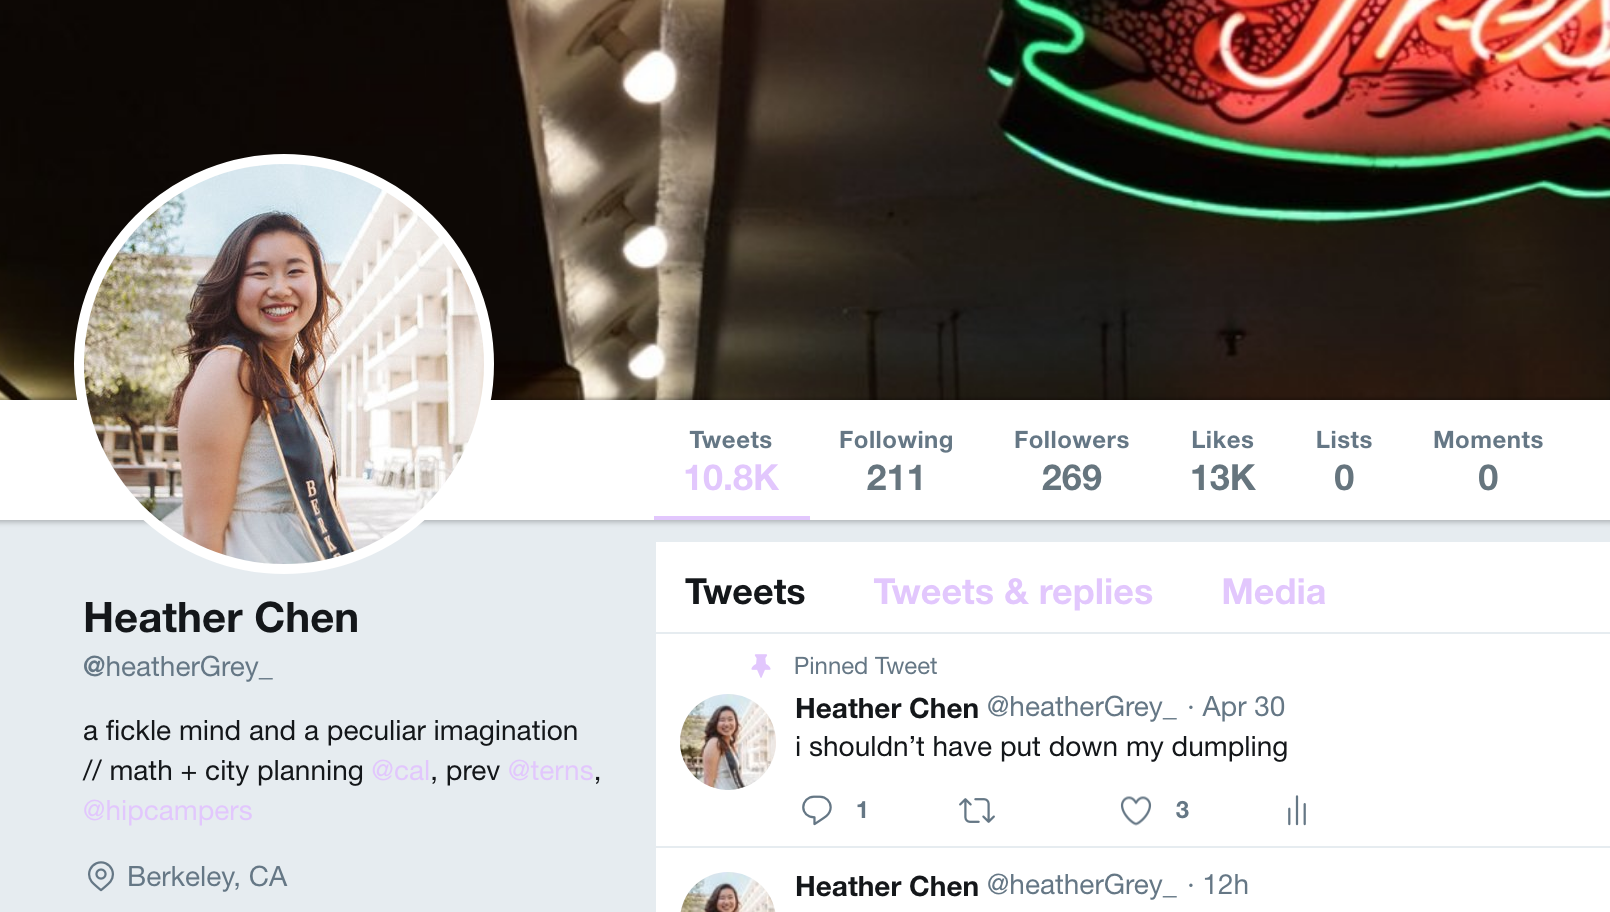 Fres
BERK
Tweets Following Followers Likes Lists Moments
10.8K 211 269 13K 0 0
Heather Chen
@heatherGrey_
a fickle mind and a peculiar imagination
// math + city planning @cal, prev @terns,
@hipcampers
Berkeley, CA
Tweets Tweets & replies Media
Pinned Tweet
Heather Chen @heatherGrey_ · Apr 30
i shouldn’t have put down my dumpling
1 3
Heather Chen @heatherGrey_ · 12h